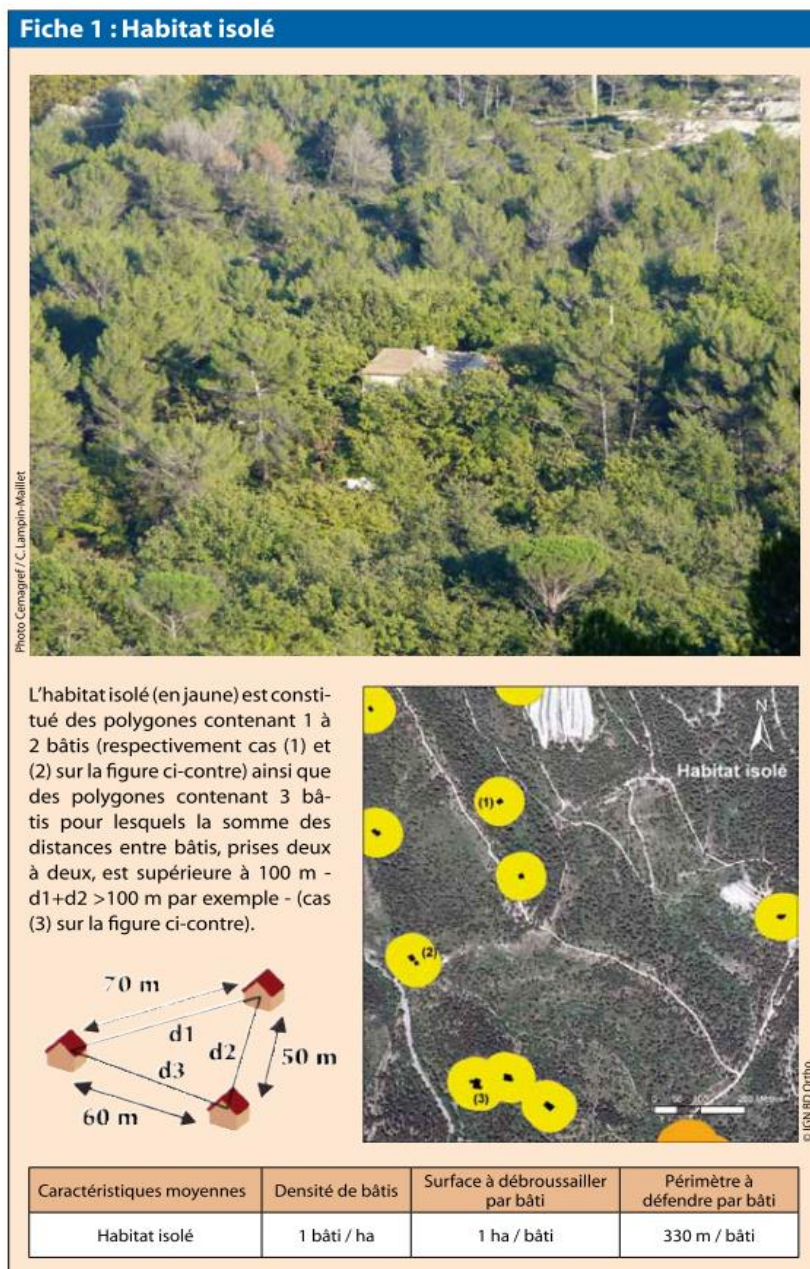 Fiche 1 : Habitat isolé
Photo Cemagref / C. Lampin-Maillet
L'habitat isolé (en jaune) est consti-
tué des polygones contenant 1 à
2 bâtis (respectivement cas (1) et
(2) sur la figure ci-contre) ainsi que
des polygones contenant 3 bâ-
tis pour lesquels la somme des
distances entre bâtis, prises deux
à deux, est supérieure à 100 m -
d1+d2 >100 m par exemple - (cas
(3) sur la figure ci-contre).
70 m
d1
d2
50 m
d3
60 m
N
Habitat isolé
(1)
(2)
(3)
0 50 100 200 Mètres
© IGN BD Ortho
Caractéristiques moyennes
Densité de bâtis
Surface à débroussailler
par bâti
Périmètre à
défendre par bâti
Habitat isolé
1 bâti / ha
1 ha / bâti
330 m / bâti